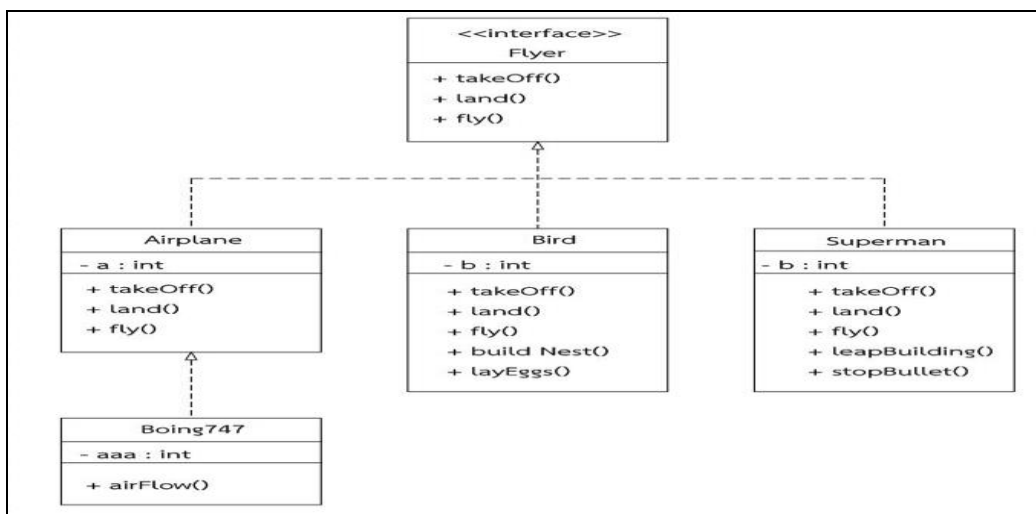 <<interface>>
Flyer
+ takeOff()
+ land()
+ fly()
Airplane
- a : int
+ takeOff()
+ land()
+ fly()
Bird
- b : int
+ takeOff()
+ land()
+ fly()
+ build Nest()
+ layEggs()
Superman
- b : int
+ takeOff()
+ land()
+ fly()
+ leapBuilding()
+ stopBullet()
Boing747
- aaa : int
+ airFlow()